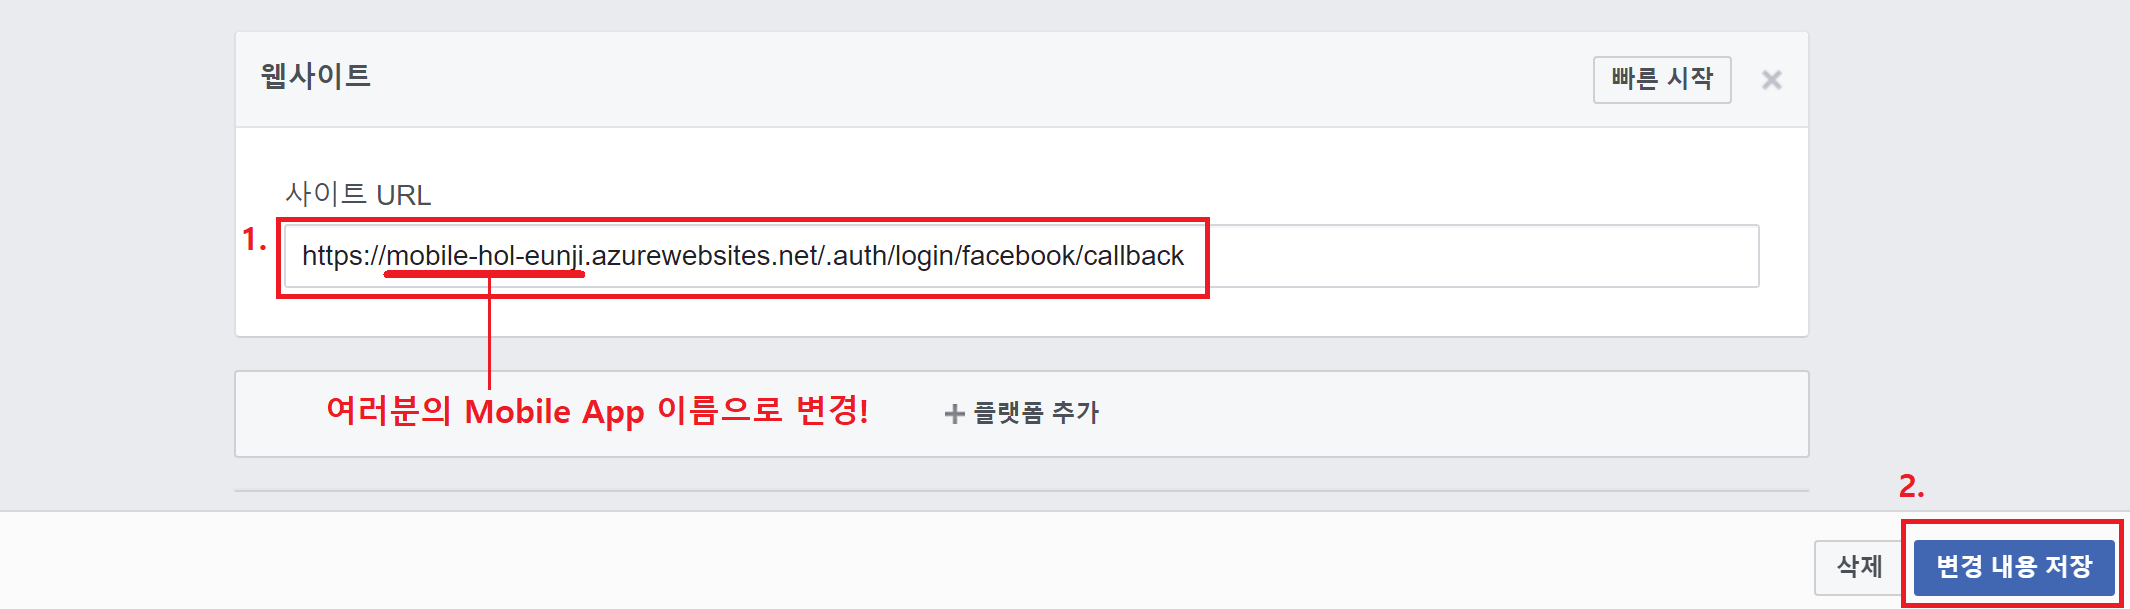 웹사이트
빠른 시작
사이트 URL
1.
https://mobile-hol-eunji.azurewebsites.net/.auth/login/facebook/callback
여러분의 Mobile App 이름으로 변경!
플랫폼 추가
2.
삭제
변경 내용 저장